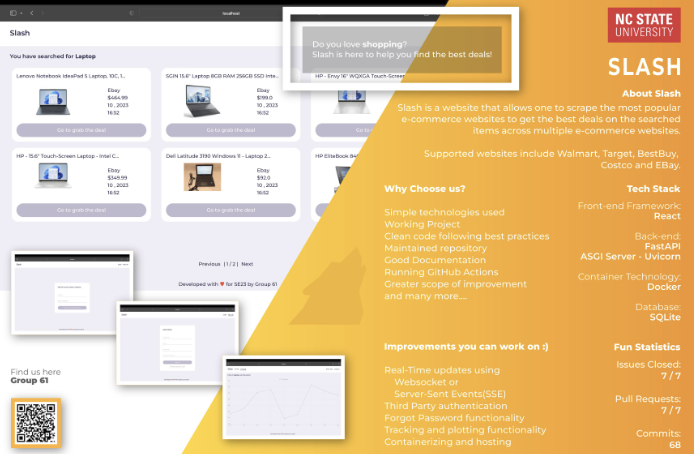 localhost
Slash
You have searched for Laptop
Lenovo Notebook IdeaPad 5 Laptop, 10C, 1...
Ebay
$464.99
10 , 2023
16:52
Go to grab the deal
SGIN 15.6" Laptop 8GB RAM 256GB SSD Inte...
Ebay
$199.0
10 , 2023
16:52
Go to grab the deal
HP - Envy 16" WQXGA Touch-Screen
HP - 15.6" Touch-Screen Laptop - Intel C...
Ebay
$349.99
10 , 2023
16:52
Go to grab the deal
Dell Latitude 3190 Windows 11 - Laptop 2...
Ebay
$92.0
10 , 2023
16:52
Go to grab the deal
HP EliteBook
Previous | 1 / 2 | Next
Developed with ❤ for SE23 by Group 61
Do you love shopping?
Slash is here to help you find the best deals!
Find us here
Group 61
NC STATE
UNIVERSITY
SLASH
About Slash
Slash is a website that allows one to scrape the most popular
e-commerce websites to get the best deals on the searched
items across multiple e-commerce websites.
Supported websites include Walmart, Target, BestBuy,
Costco and EBay.
Why Choose us?
Simple technologies used
Working Project
Clean code following best practices
Maintained repository
Good Documentation
Running GitHub Actions
Greater scope of improvement
and many more....
Improvements you can work on :)
Real-Time updates using
Websocket or
Server-Sent Events(SSE)
Third Party authentication
Forgot Password functionality
Tracking and plotting functionality
Containerizing and hosting
Tech Stack
Front-end Framework:
React
Back-end:
FastAPI
ASGI Server - Uvicorn
Container Technology:
Docker
Database:
SQLite
Fun Statistics
Issues Closed:
7 / 7
Pull Requests:
7 / 7
Commits:
68